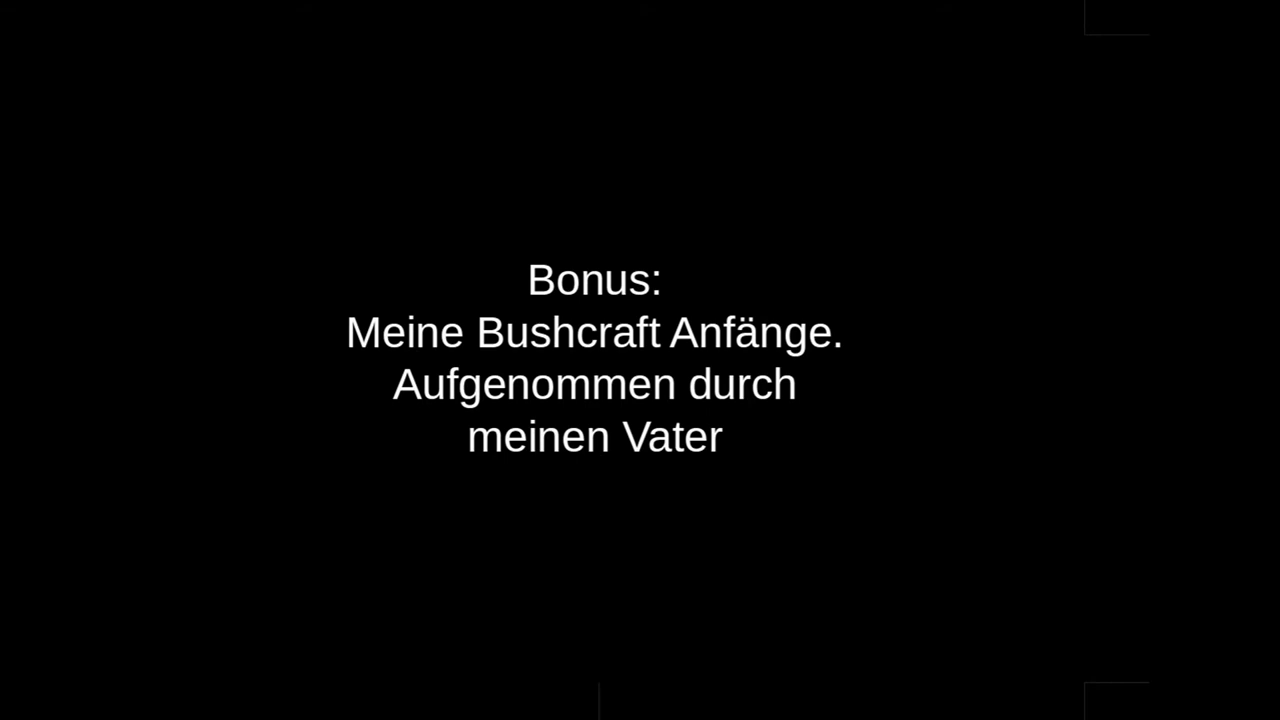 Bonus:
Meine Bushcraft Anfänge.
Aufgenommen durch
meinen Vater